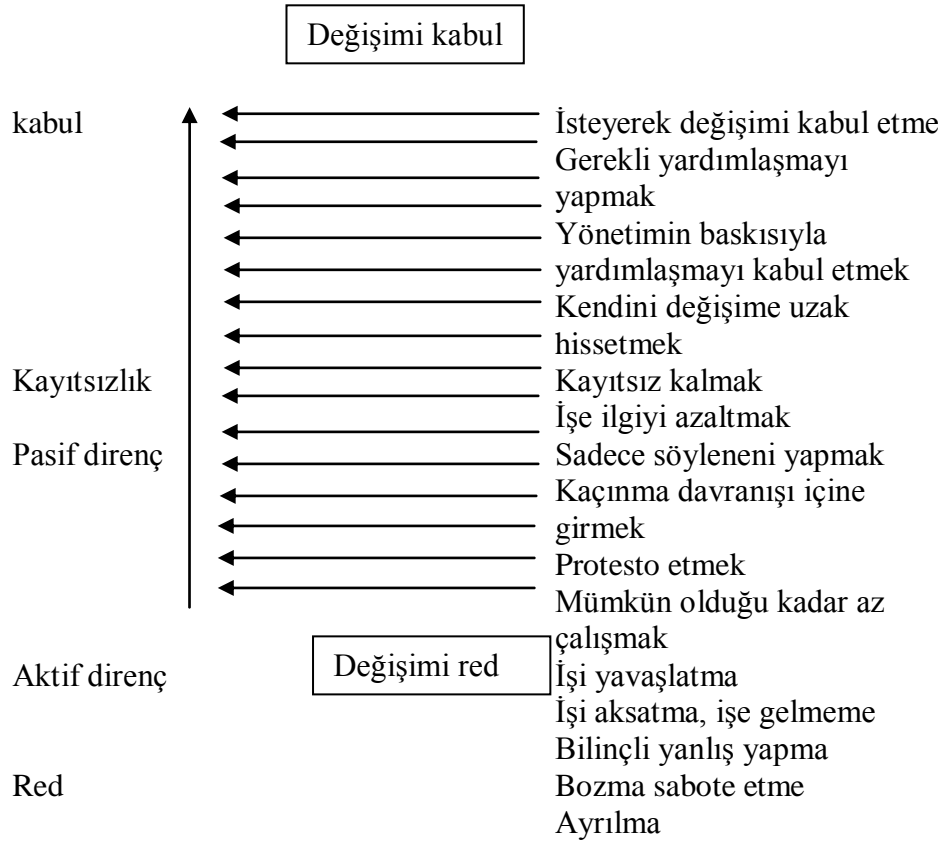 Değişimi kabul
kabul
İsteyerek değişimi kabul etme
Gerekli yardımlaşmayı
yapmak
Yönetimin baskısıyla
yardımlaşmayı kabul etmek
Kendini değişime uzak
hissetmek
Kayıtsızlık
Kayıtsız kalmak
İşe ilgiyi azaltmak
Pasif direnç
Sadece söyleneni yapmak
Kaçınma davranışı içine
girmek
Protesto etmek
Mümkün olduğu kadar az
çalışmak
Değişimi red
Aktif direnç
İşi yavaşlatma
İşi aksatma, işe gelmeme
Bilinçli yanlış yapma
Red
Bozma sabote etme
Ayrılma